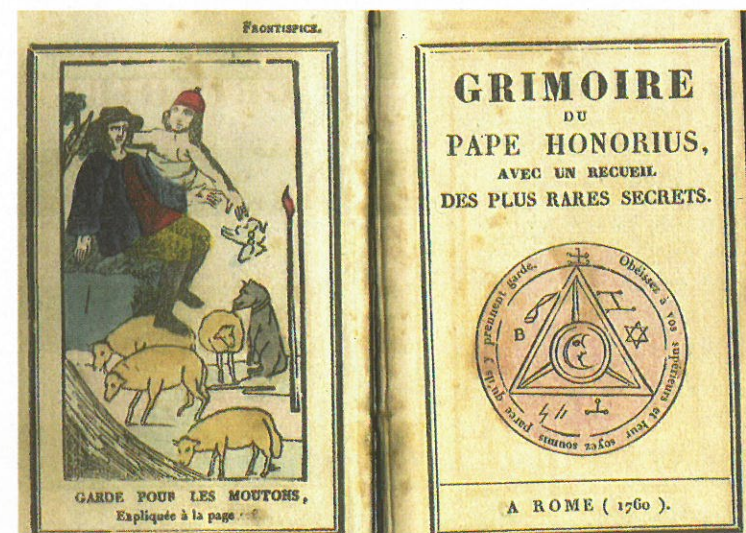 FRONTISPICE.
GARDE POUR LES MOUTONS,
Expliquée à la page
GRIMOIRE
DU
PAPE HONORIUS,
AVEC UN RECUEIL
DES PLUS RARES SECRETS.
Obéissez à vos supérieurs et leur soyez soumis parce qu'ils y prennent garde.
B
A ROME ( 1760 ).